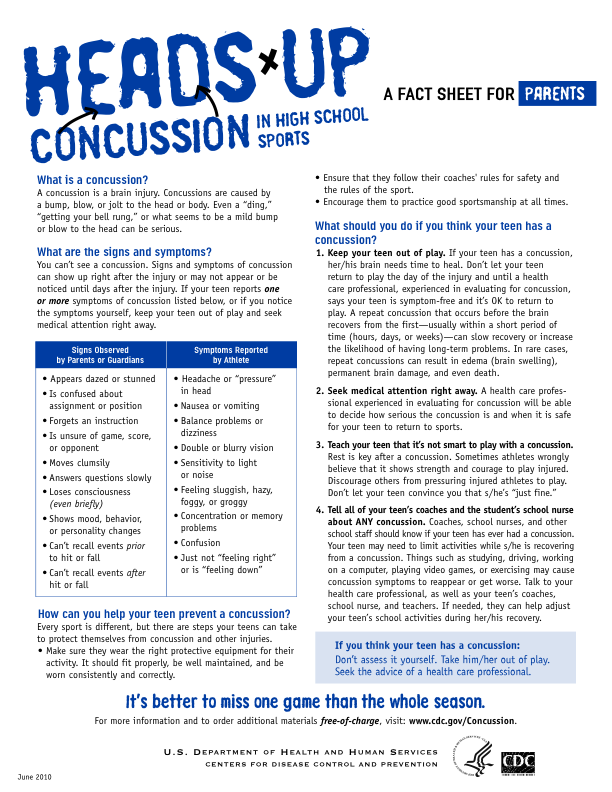 HEADS UP
CONCUSSION IN HIGH SCHOOL
SPORTS
A FACT SHEET FOR PARENTS
What is a concussion?
A concussion is a brain injury. Concussions are caused by
a bump, blow, or jolt to the head or body. Even a “ding,”
“getting your bell rung,” or what seems to be a mild bump
or blow to the head can be serious.
What are the signs and symptoms?
You can’t see a concussion. Signs and symptoms of concussion
can show up right after the injury or may not appear or be
noticed until days after the injury. If your teen reports one
or more symptoms of concussion listed below, or if you notice
the symptoms yourself, keep your teen out of play and seek
medical attention right away.
Signs Observed
by Parents or Guardians
• Appears dazed or stunned
• Is confused about
assignment or position
• Forgets an instruction
• Is unsure of game, score,
or opponent
• Moves clumsily
• Answers questions slowly
• Loses consciousness
(even briefly)
• Shows mood, behavior,
or personality changes
• Can’t recall events prior
to hit or fall
• Can’t recall events after
hit or fall
Symptoms Reported
by Athlete
• Headache or “pressure”
in head
• Nausea or vomiting
• Balance problems or
dizziness
• Double or blurry vision
• Sensitivity to light
or noise
• Feeling sluggish, hazy,
foggy, or groggy
• Concentration or memory
problems
• Confusion
• Just not “feeling right”
or is “feeling down”
How can you help your teen prevent a concussion?
Every sport is different, but there are steps your teens can take
to protect themselves from concussion and other injuries.
• Make sure they wear the right protective equipment for their
activity. It should fit properly, be well maintained, and be
worn consistently and correctly.
• Ensure that they follow their coaches' rules for safety and
the rules of the sport.
• Encourage them to practice good sportsmanship at all times.
What should you do if you think your teen has a
concussion?
1. Keep your teen out of play. If your teen has a concussion,
her/his brain needs time to heal. Don’t let your teen
return to play the day of the injury and until a health
care professional, experienced in evaluating for concussion,
says your teen is symptom-free and it’s OK to return to
play. A repeat concussion that occurs before the brain
recovers from the first—usually within a short period of
time (hours, days, or weeks)—can slow recovery or increase
the likelihood of having long-term problems. In rare cases,
repeat concussions can result in edema (brain swelling),
permanent brain damage, and even death.
2. Seek medical attention right away. A health care profes-
sional experienced in evaluating for concussion will be able
to decide how serious the concussion is and when it is safe
for your teen to return to sports.
3. Teach your teen that it’s not smart to play with a concussion.
Rest is key after a concussion. Sometimes athletes wrongly
believe that it shows strength and courage to play injured.
Discourage others from pressuring injured athletes to play.
Don’t let your teen convince you that s/he’s “just fine.”
4. Tell all of your teen’s coaches and the student’s school nurse
about ANY concussion. Coaches, school nurses, and other
school staff should know if your teen has ever had a concussion.
Your teen may need to limit activities while s/he is recovering
from a concussion. Things such as studying, driving, working
on a computer, playing video games, or exercising may cause
concussion symptoms to reappear or get worse. Talk to your
health care professional, as well as your teen’s coaches,
school nurse, and teachers. If needed, they can help adjust
your teen’s school activities during her/his recovery.
If you think your teen has a concussion:
Don’t assess it yourself. Take him/her out of play.
Seek the advice of a health care professional.
It’s better to miss one game than the whole season.
For more information and to order additional materials free-of-charge, visit: www.cdc.gov/Concussion.
U.S. DEPARTMENT OF HEALTH AND HUMAN SERVICES
CENTERS FOR DISEASE CONTROL AND PREVENTION
CDC
June 2010